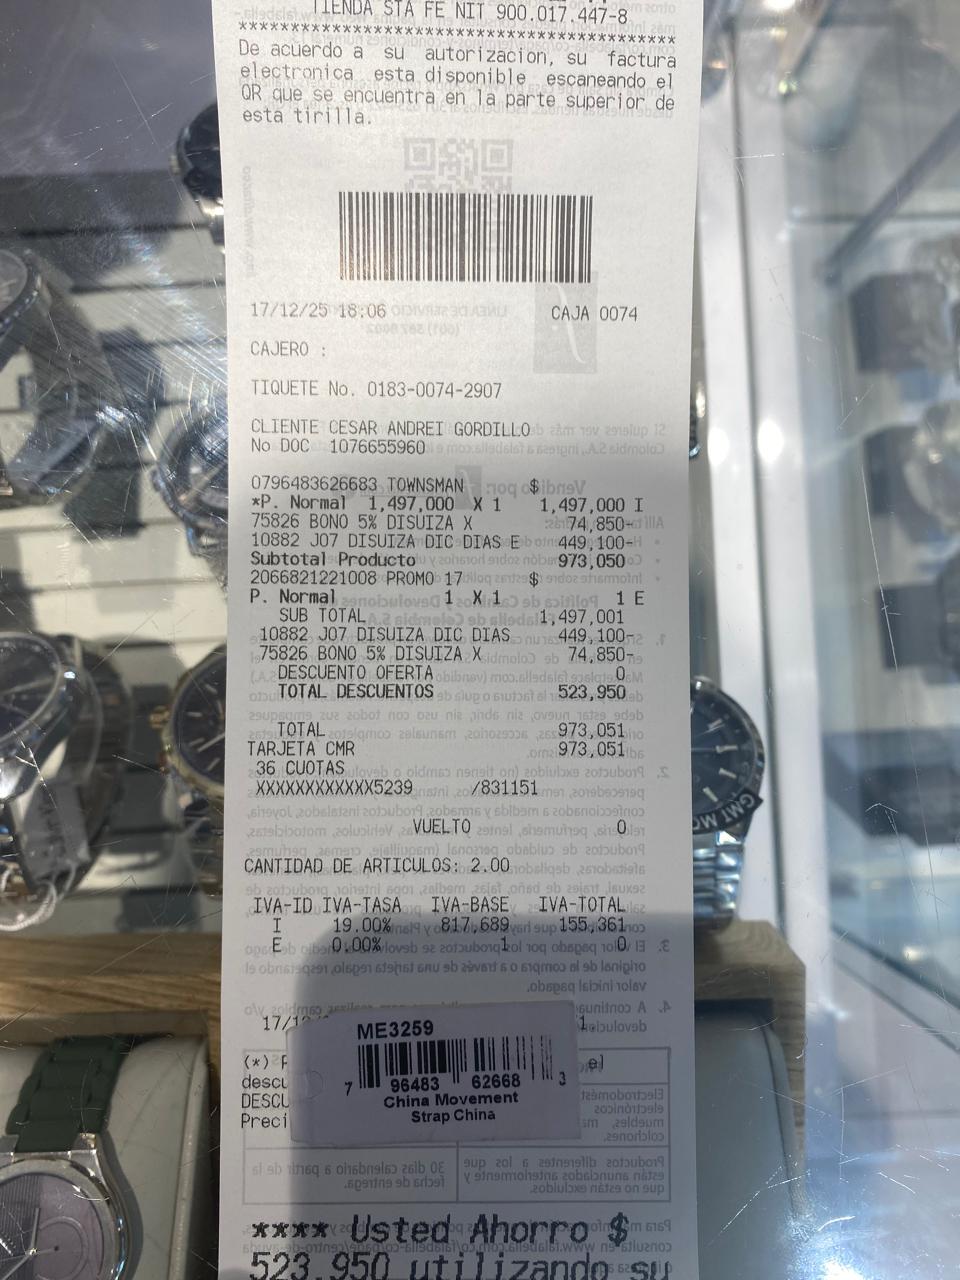 TIENDA STA FE NIT 900.017.447-8
******************************************
De acuerdo a su autorizacion, su factura
electronica esta disponible escaneando el
QR que se encuentra en la parte superior de
esta tirilla.
17/12/25 18:06 CAJA 0074
CAJERO :
TIQUETE No. 0183-0074-2907
CLIENTE CESAR ANDREI GORDILLO
No DOC 1076655960
0796483626683 TOWNSMAN $
*P. Normal 1,497,000 X 1 1,497,000 I
75826 BONO 5% DISUIZA X 74,850-
10882 J07 DISUIZA DIC DIAS E 449,100-
Subtotal Producto 973,050
2066821221008 PROMO 17 $
P. Normal 1 X 1 1 E
SUB TOTAL 1,497,001
10882 J07 DISUIZA DIC DIAS 449,100-
75826 BONO 5% DISUIZA X 74,850-
DESCUENTO OFERTA 0
TOTAL DESCUENTOS 523,950
TOTAL 973,051
TARJETA CMR 973,051
36 CUOTAS
XXXXXXXXXXXX5239 /831151
VUELTO 0
CANTIDAD DE ARTICULOS: 2.00
IVA-ID IVA-TASA IVA-BASE IVA-TOTAL
I 19.00% 817,689 155,361
E 0.00% 1 0
17/12
ME3259
7 96483 62668 3
China Movement
Strap China
(*) el
descu
DESCU
Preci
**** Usted Ahorro $
523,950 utilizando su